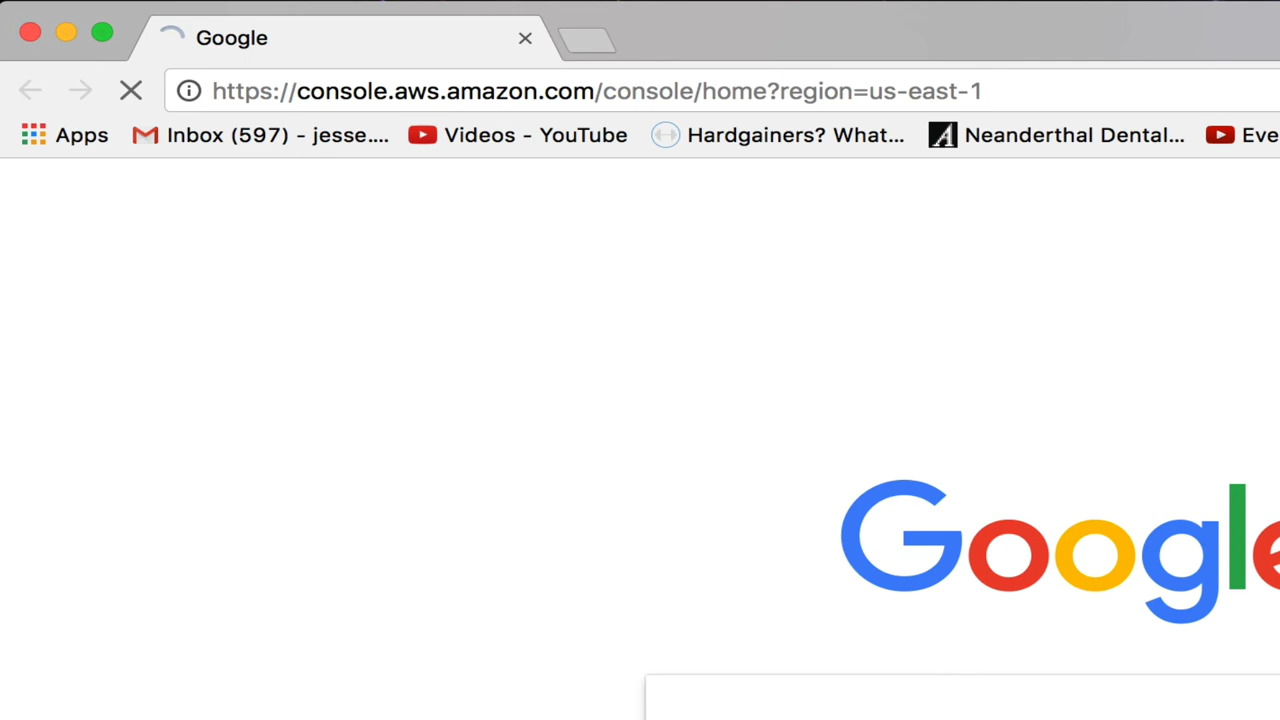 Google
https://console.aws.amazon.com/console/home?region=us-east-1
Apps Inbox (597) - jesse.... Videos - YouTube Hardgainers? What... Neanderthal Dental... Eve
Google